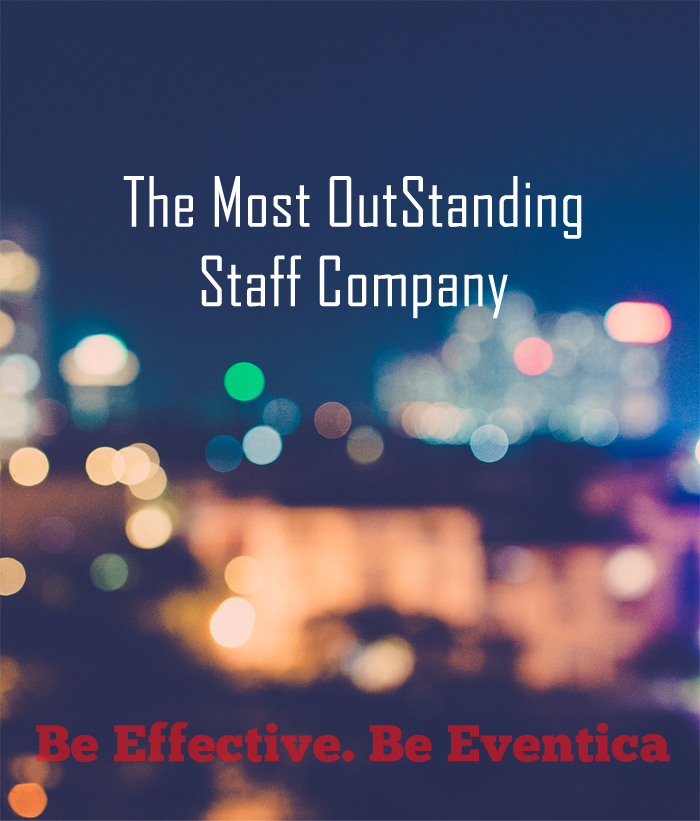 The Most OutStanding
Staff Company
Be Effective. Be Eventica